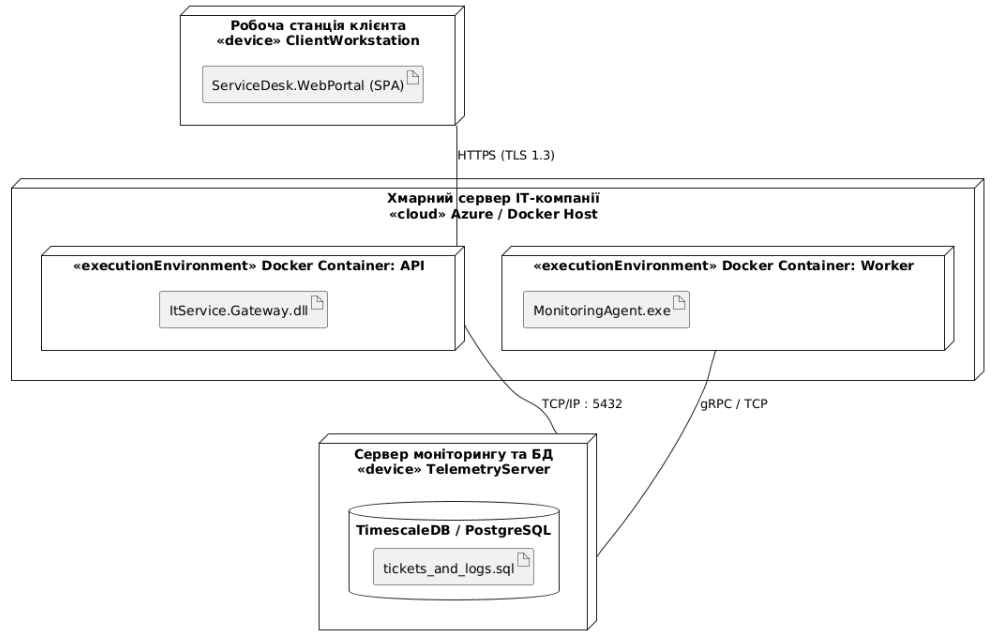 Робоча станція клієнта
«device» ClientWorkstation
ServiceDesk.WebPortal (SPA)
HTTPS (TLS 1.3)
Хмарний сервер ІТ-компанії
«cloud» Azure / Docker Host
«executionEnvironment» Docker Container: API
«executionEnvironment» Docker Container: Worker
ItService.Gateway.dll
MonitoringAgent.exe
TCP/IP : 5432
gRPC / TCP
Сервер моніторингу та БД
«device» TelemetryServer
TimescaleDB / PostgreSQL
tickets_and_logs.sql